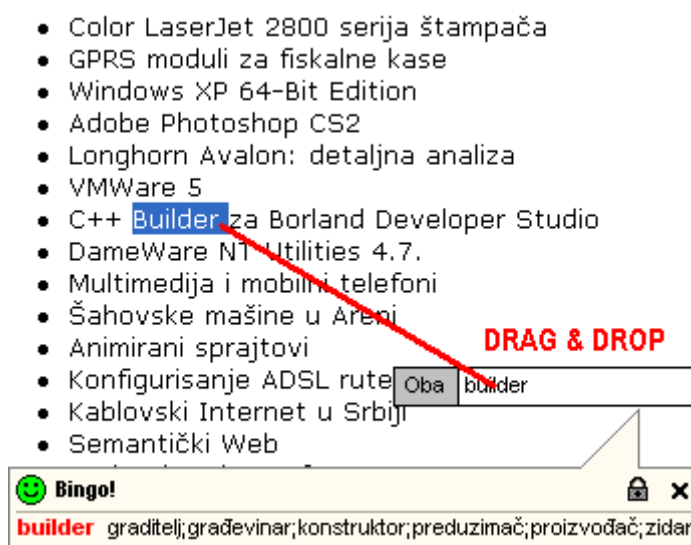 • Color LaserJet 2800 serija štampača
• GPRS moduli za fiskalne kase
• Windows XP 64-Bit Edition
• Adobe Photoshop CS2
• Longhorn Avalon: detaljna analiza
• VMWare 5
• C++ Builder za Borland Developer Studio
• DameWare NT Utilities 4.7.
• Multimedija i mobilni telefoni
• Šahovske mašine u Areni
• Animirani sprajtovi
DRAG & DROP
• Konfigurisanje ADSL rute
Oba builder
• Kablovski Internet u Srbiji
• Semantički Web
Bingo!
builder graditelj;građevinar;konstruktor;preduzimač;proizvođač;zidar